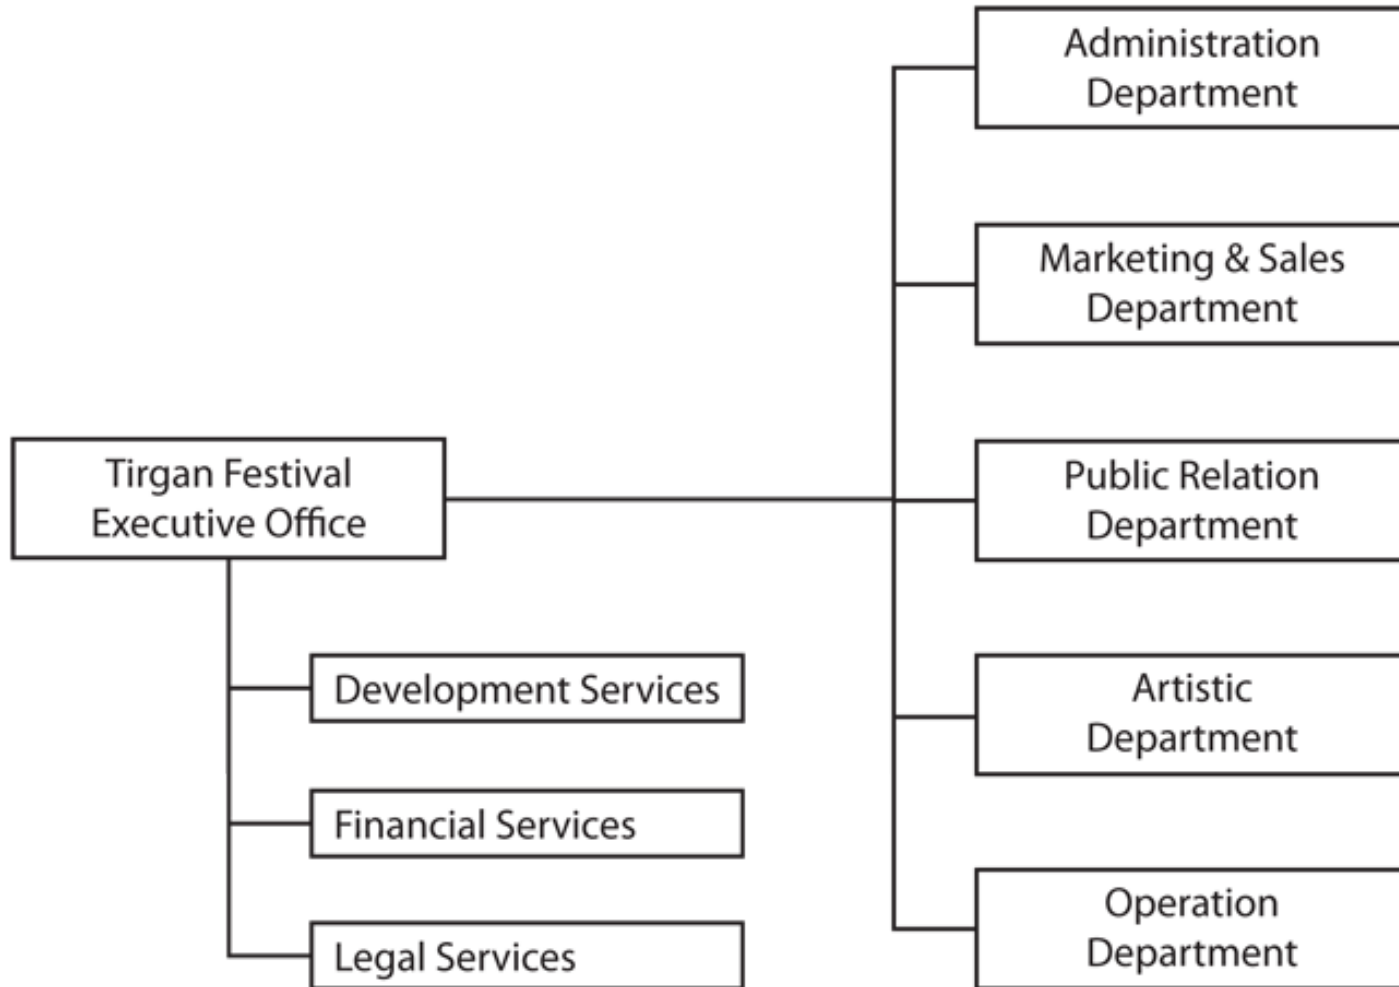 Administration
Department
Marketing & Sales
Department
Tirgan Festival
Executive Office
Public Relation
Department
Development Services
Artistic
Department
Financial Services
Operation
Department
Legal Services